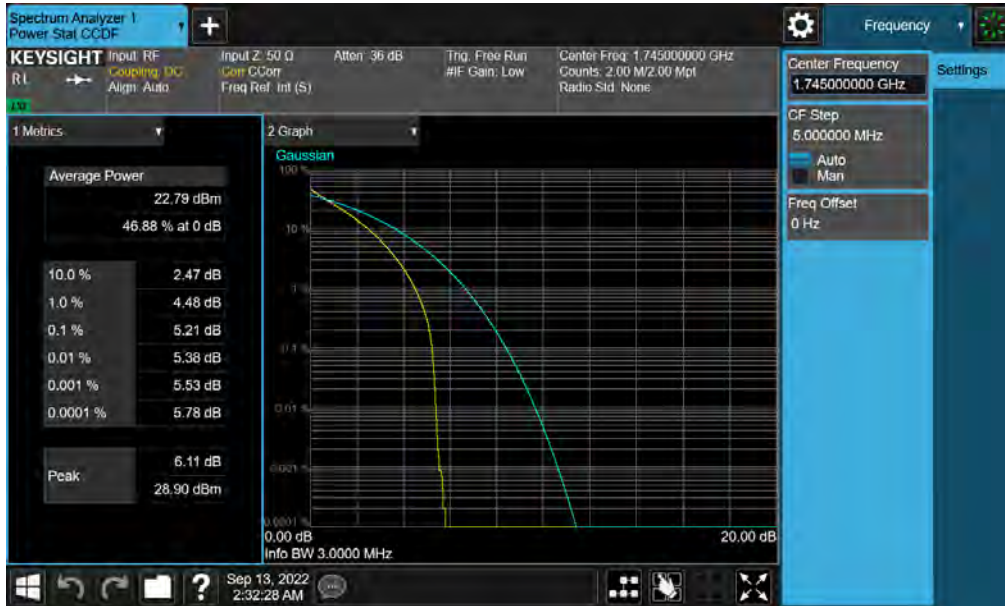 Spectrum Analyzer 1
Power Stat CCDF
Frequency
KEYSIGHT
RL
Input: RF
Coupling: DC
Align: Auto
Input Z: 50 Ω
Corr CCorr
Freq Ref: Int (S)
Atten: 36 dB
Trig: Free Run
#IF Gain: Low
Center Freq: 1.745000000 GHz
Counts: 2.00 M/2.00 Mpt
Radio Std: None
Center Frequency
1.745000000 GHz
Settings
CF Step
5.000000 MHz
Auto
Man
Freq Offset
0 Hz
1 Metrics
Average Power
22.79 dBm
46.88 % at 0 dB
10.0 % 2.47 dB
1.0 % 4.48 dB
0.1 % 5.21 dB
0.01 % 5.38 dB
0.001 % 5.53 dB
0.0001 % 5.78 dB
Peak
6.11 dB
28.90 dBm
2 Graph
Gaussian
100 %
10 %
1 %
0.1 %
0.01 %
0.001 %
0.0001 %
0.00 dB 20.00 dB
Info BW 3.0000 MHz
Sep 13, 2022
2:32:28 AM